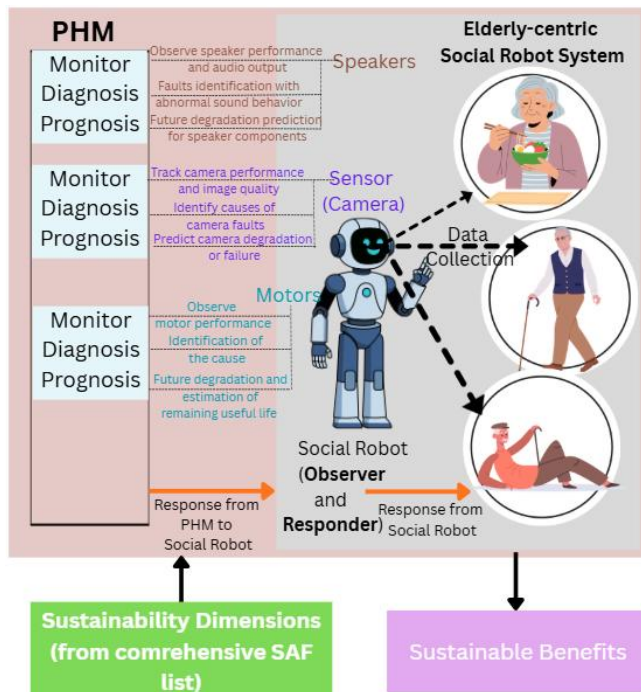 PHM
Monitor
Diagnosis
Prognosis
Observe speaker performance
and audio output
Faults identification with
abnormal sound behavior
Future degradation prediction
for speaker components
Speakers
Monitor
Diagnosis
Prognosis
Track camera performance
and image quality
Identify causes of
camera faults
Predict camera degradation
or failure
Sensor
(Camera)
Monitor
Diagnosis
Prognosis
Observe
motor performance
Identification of
the cause
Future degradation and
estimation of
remaining useful life
Motors
Elderly-centric
Social Robot System
Data
Collection
Social Robot
(Observer
and
Responder)
Response from
PHM to
Social Robot
Response from
Social Robot
Sustainability Dimensions
(from comrehensive SAF
list)
Sustainable Benefits